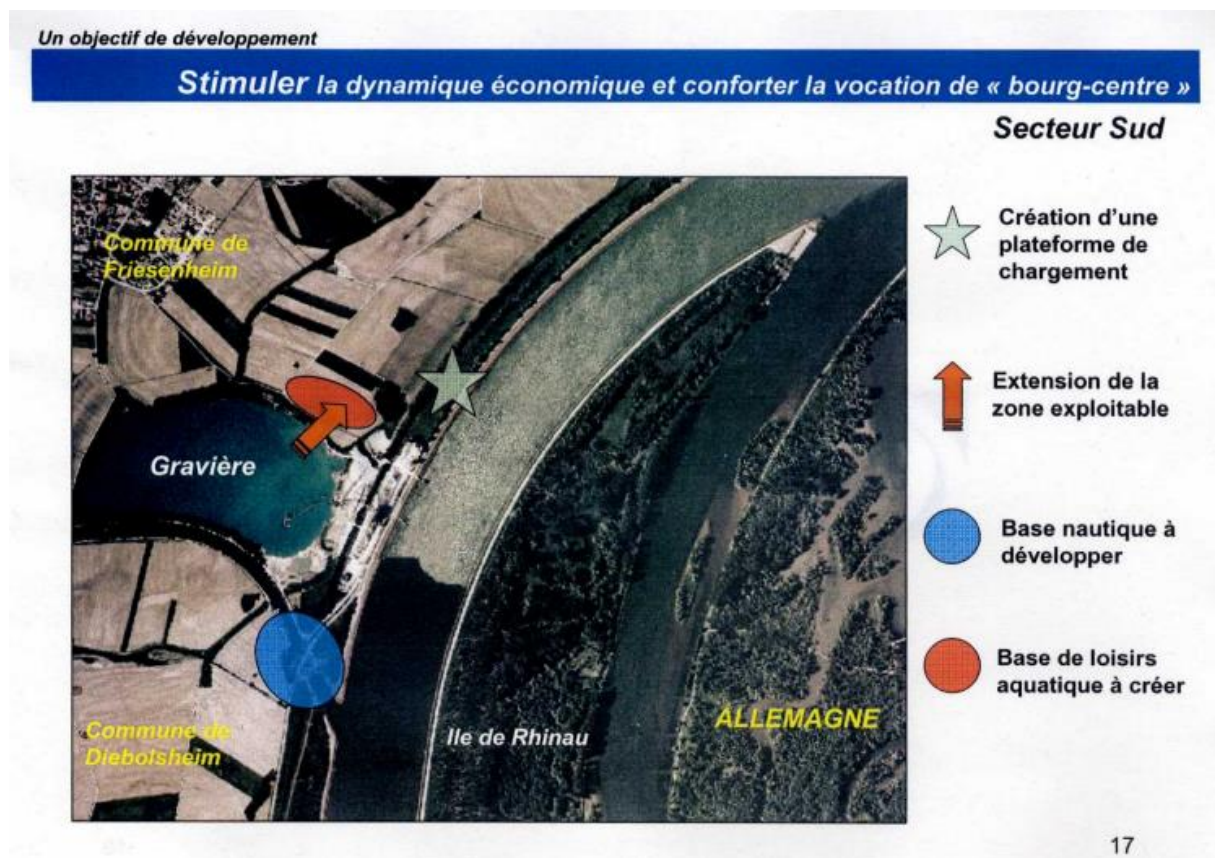 Un objectif de développement
Stimuler la dynamique économique et conforter la vocation de « bourg-centre »
Secteur Sud
Commune de
Friesenheim
Gravière
Commune de
Diebolsheim
Ile de Rhinau
ALLEMAGNE
Création d'une
plateforme de
chargement
Extension de la
zone exploitable
Base nautique à
développer
Base de loisirs
aquatique à créer
17